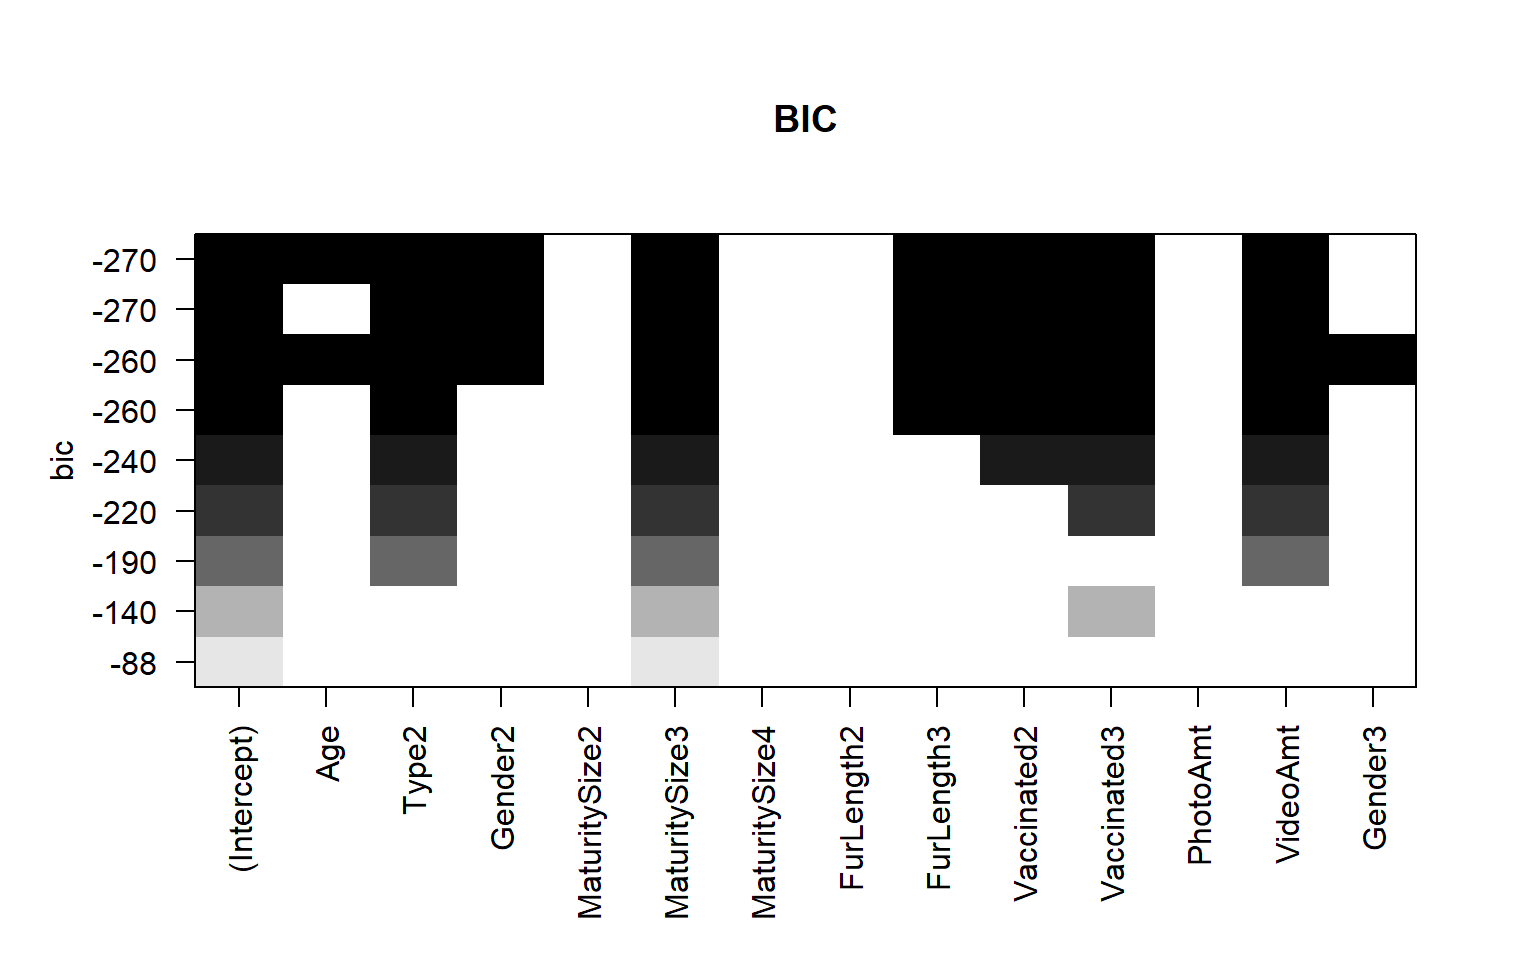 BIC
bic
-270
-270
-260
-260
-240
-220
-190
-140
-88
(Intercept)
Age
Type2
Gender2
MaturitySize2
MaturitySize3
MaturitySize4
FurLength2
FurLength3
Vaccinated2
Vaccinated3
PhotoAmt
VideoAmt
Gender3